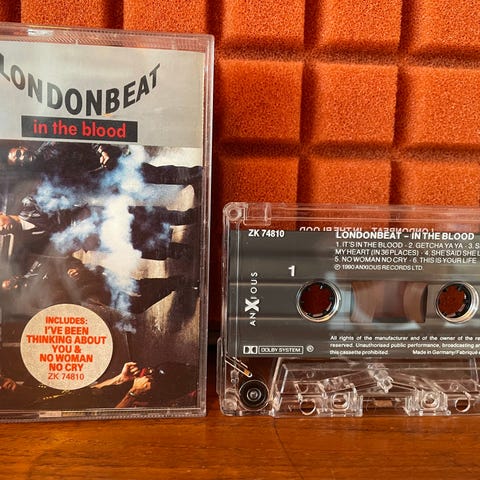 LONDONBEAT
in the blood
INCLUDES:
I'VE BEEN
THINKING ABOUT
YOU &
NO WOMAN
NO CRY
ZK 74810
ZK 74810
LONDONBEAT – IN THE BLOOD
1. IT'S IN THE BLOOD - 2. GETCHA YA YA - 3. S
MY HEART (IN 36 PLACES) - 4. SHE SAID SHE L
5. NO WOMAN NO CRY - 6. THIS IS YOUR LIFE
℗ 1990 ANXIOUS RECORDS LTD.
1
ANXIOUS
All rights of the manufacturer and of the owner of the re
reserved. Unauthorised public performance, broadcasting an
this cassette prohibited.
Made in Germany/Fabriqué
DOLBY SYSTEM